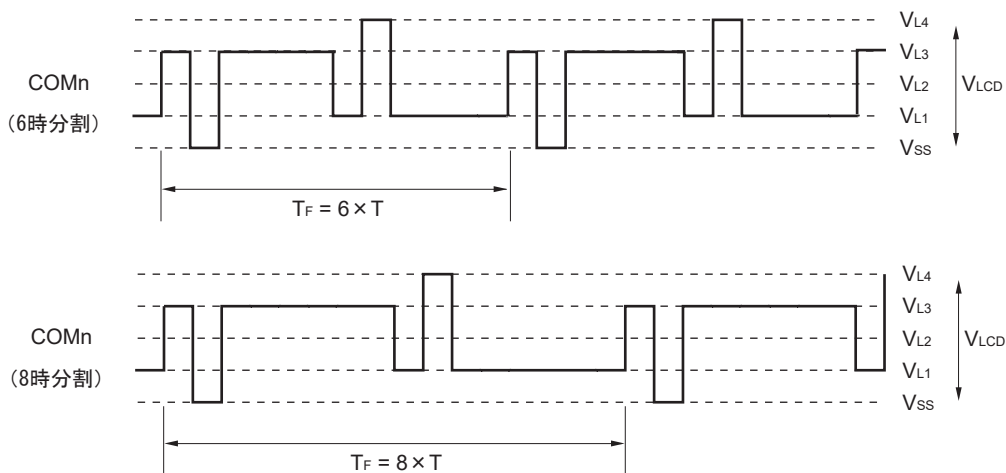 COMn
(6時分割)
VL4
VL3
VL2
VL1
VSS
VLCD
TF = 6×T
COMn
(8時分割)
VL4
VL3
VL2
VL1
VSS
VLCD
TF = 8×T